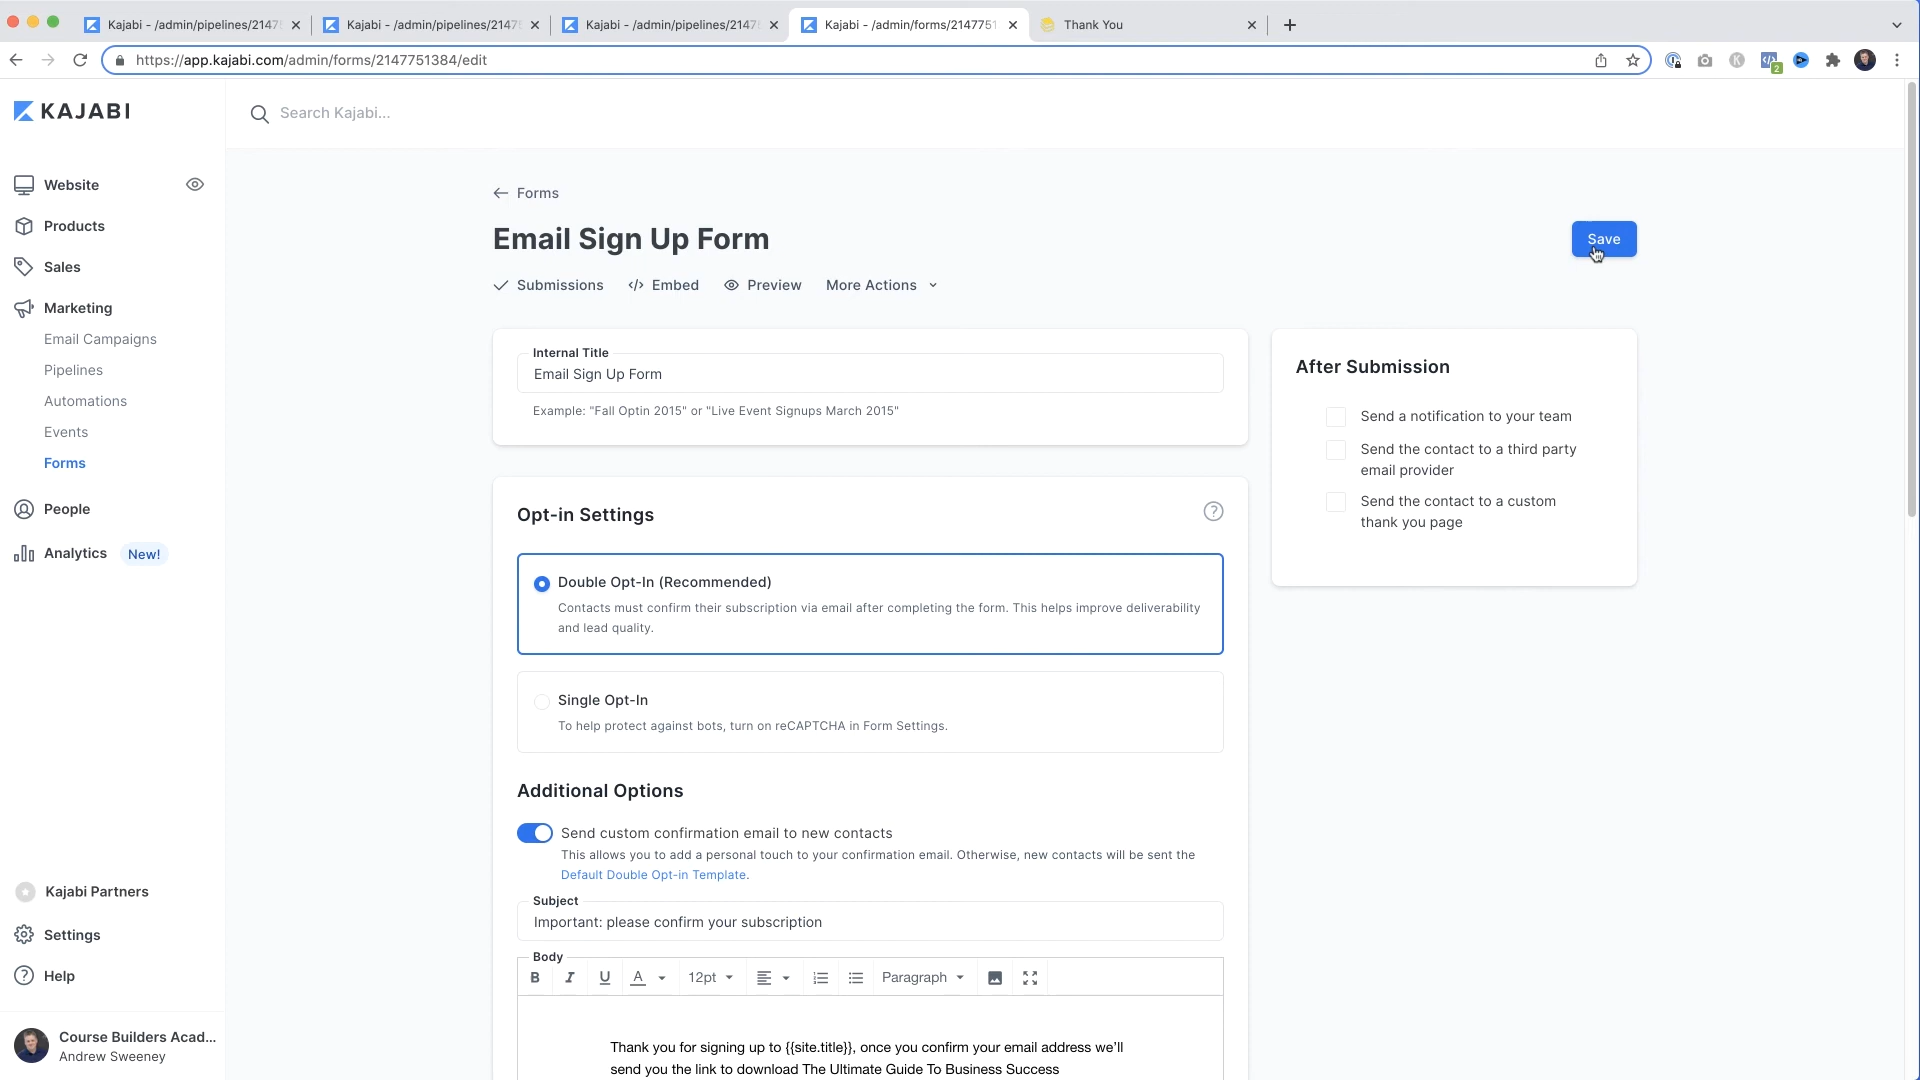 Kajabi - /admin/pipelines/2147
Kajabi - /admin/pipelines/2147
Kajabi - /admin/pipelines/2147
Kajabi - /admin/forms/2147751
Thank You
https://app.kajabi.com/admin/forms/2147751384/edit
2
KAJABI
Search Kajabi...
Website
Products
Sales
Marketing
Email Campaigns
Pipelines
Automations
Events
Forms
People
Analytics New!
Kajabi Partners
Settings
Help
Course Builders Acad...
Andrew Sweeney
Forms
Email Sign Up Form
Save
Submissions
Embed
Preview
More Actions
Internal Title
Email Sign Up Form
Example: "Fall Optin 2015" or "Live Event Signups March 2015"
Opt-in Settings
Double Opt-In (Recommended)
Contacts must confirm their subscription via email after completing the form. This helps improve deliverability
and lead quality.
Single Opt-In
To help protect against bots, turn on reCAPTCHA in Form Settings.
Additional Options
Send custom confirmation email to new contacts
This allows you to add a personal touch to your confirmation email. Otherwise, new contacts will be sent the
Default Double Opt-in Template.
Subject
Important: please confirm your subscription
Body
B I U A 12pt Paragraph
Thank you for signing up to {{site.title}}, once you confirm your email address we’ll
send you the link to download The Ultimate Guide To Business Success
After Submission
Send a notification to your team
Send the contact to a third party
email provider
Send the contact to a custom
thank you page